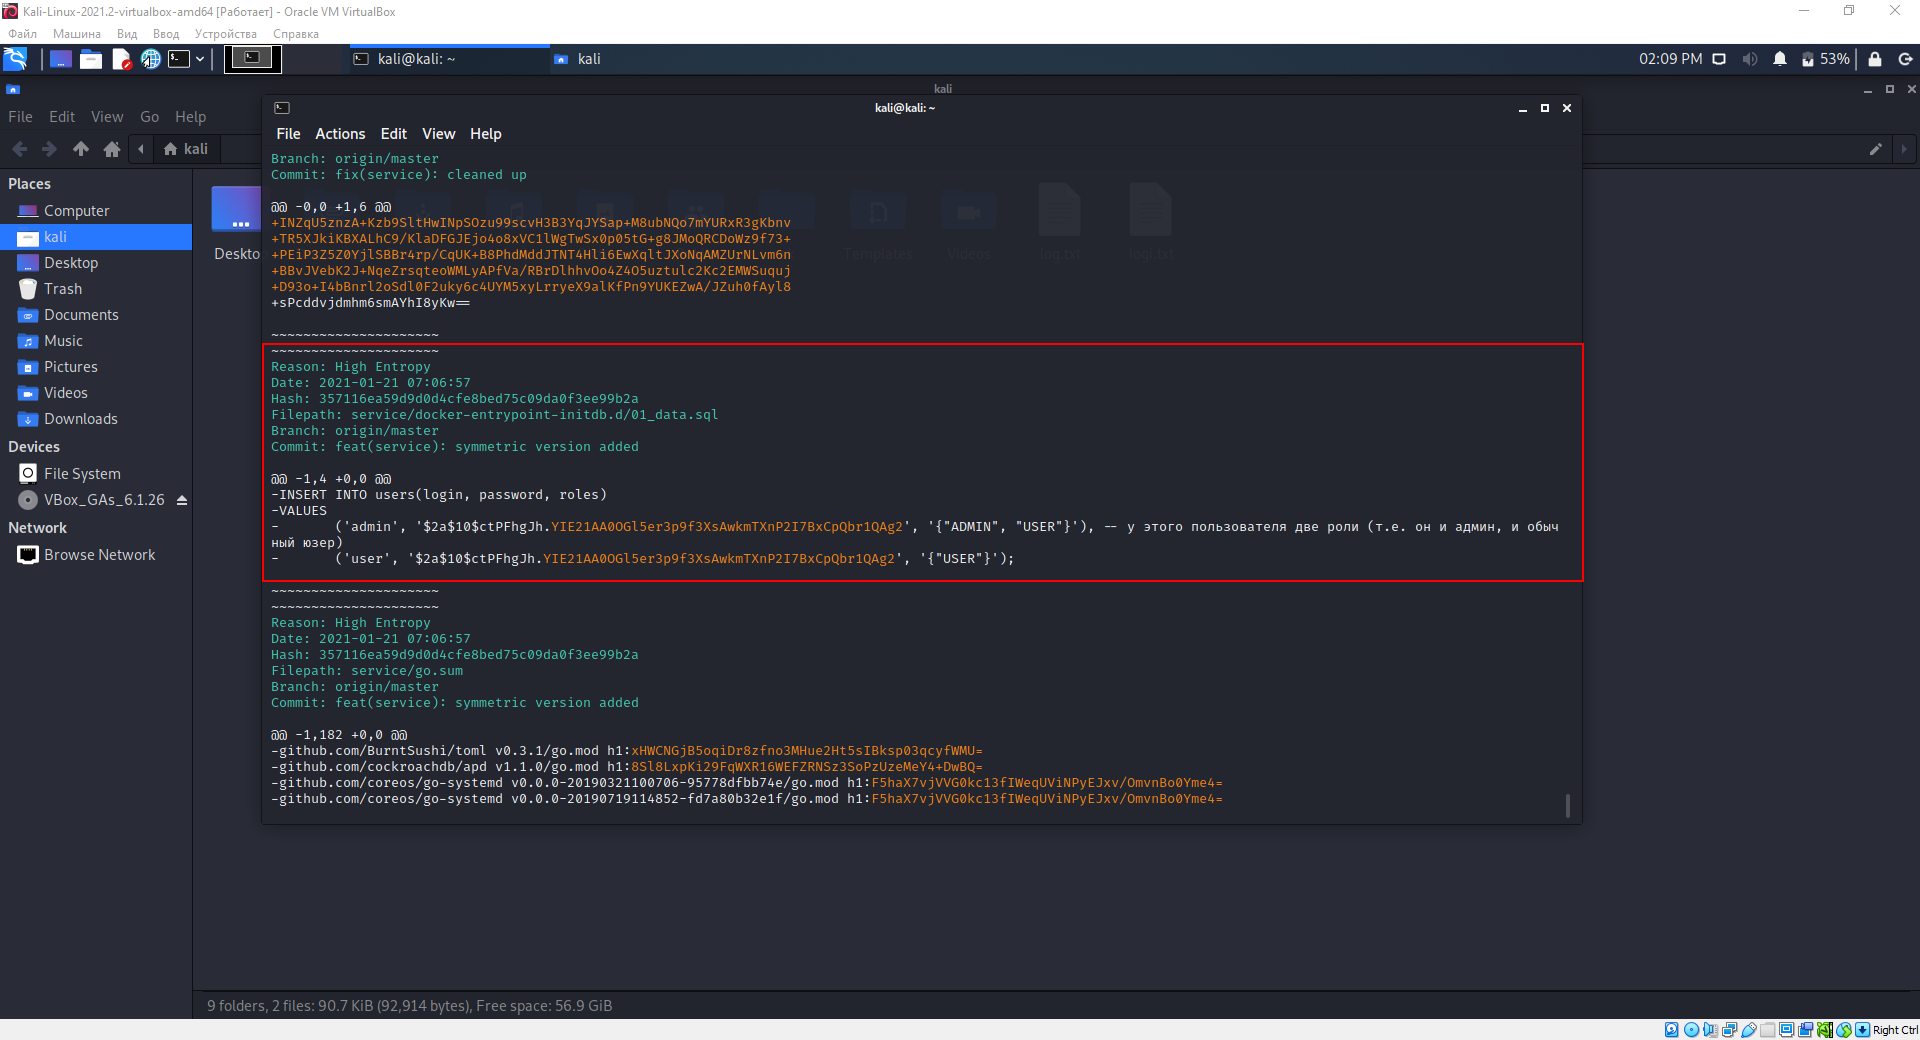 Kali-Linux-2021.2-virtualbox-amd64 [Работает] - Oracle VM VirtualBox
Файл Машина Вид Ввод Устройства Справка
kali@kali: ~
kali
02:09 PM
53%
kali
File Edit View Go Help
kali
kali@kali: ~
File Actions Edit View Help
Places
Computer
kali
Desktop
Trash
Documents
Music
Pictures
Videos
Downloads
Devices
File System
VBox_GAs_6.1.26
Network
Browse Network
Deskto
Templates
Videos
log.txt
Branch: origin/master
Commit: fix(service): cleaned up
@@ -0,0 +1,6 @@
+INZqU5znzA+Kzb9SltHwINpSOzu99scvH3B3YqJYSap+M8ubNQo7mYURxR3gKbnv
+TR5XJkiKBXALhC9/KlaDFGJEjo4o8xVC1lWgTwSx0p05tG+g8JMoQRCDoWz9f73+
+PEiP3Z5Z0YjlSBBr4rp/CqUK+B8PhdMddJTNT4Hli6EwXqltJXoNqAMZUrNLvm6n
+BBvJVebK2J+NqeZrsqteoWMLyAPfVa/RBrDlhhvOo4Z4O5uztulc2Kc2EMWSuquj
+D93o+I4bBnrl2oSdl0F2uky6c4UYM5xyLrryeX9alKfPn9YUKEZwA/JZuh0fAyl8
+sPcddvjdmhm6smAYhI8yKw==
~~~~~~~~~~~~~~~~~~~~~
~~~~~~~~~~~~~~~~~~~~~
Reason: High Entropy
Date: 2021-01-21 07:06:57
Hash: 357116ea59d9d0d4cfe8bed75c09da0f3ee99b2a
Filepath: service/docker-entrypoint-initdb.d/01_data.sql
Branch: origin/master
Commit: feat(service): symmetric version added
@@ -1,4 +0,0 @@
-INSERT INTO users(login, password, roles)
-VALUES
-       ('admin', '$2a$10$ctPFhgJh.YIE21AA0OGl5er3p9f3XsAwkmTXnP2I7BxCpQbr1QAg2', '{"ADMIN", "USER"}'), -- у этого пользователя две роли (т.е. он и админ, и обыч
ный юзер)
-       ('user', '$2a$10$ctPFhgJh.YIE21AA0OGl5er3p9f3XsAwkmTXnP2I7BxCpQbr1QAg2', '{"USER"}');
~~~~~~~~~~~~~~~~~~~~~
~~~~~~~~~~~~~~~~~~~~~
Reason: High Entropy
Date: 2021-01-21 07:06:57
Hash: 357116ea59d9d0d4cfe8bed75c09da0f3ee99b2a
Filepath: service/go.sum
Branch: origin/master
Commit: feat(service): symmetric version added
@@ -1,182 +0,0 @@
-github.com/BurntSushi/toml v0.3.1/go.mod h1:xHWCNGjB5oqiDr8zfno3MHue2Ht5sIBksp03qcyfWMU=
-github.com/cockroachdb/apd v1.1.0/go.mod h1:8Sl8LxpKi29FqWXR16WEFZRNSz3SoPzUzeMeY4+DwBQ=
-github.com/coreos/go-systemd v0.0.0-20190321100706-95778dfbb74e/go.mod h1:F5haX7vjVVG0kc13fIWeqUViNPyEJxv/OmvnBo0Yme4=
-github.com/coreos/go-systemd v0.0.0-20190719114852-fd7a80b32e1f/go.mod h1:F5haX7vjVVG0kc13fIWeqUViNPyEJxv/OmvnBo0Yme4=
9 folders, 2 files: 90.7 KiB (92,914 bytes), Free space: 56.9 GiB
Right Ctrl